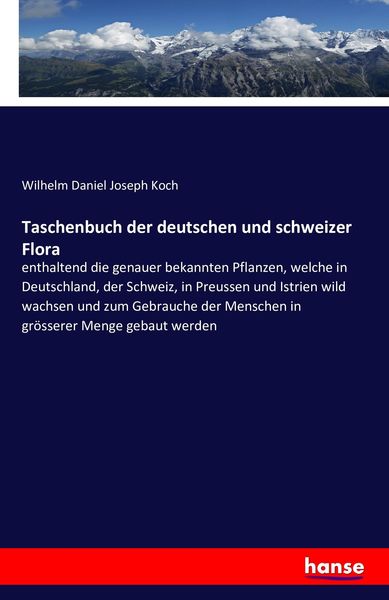 Wilhelm Daniel Joseph Koch
Taschenbuch der deutschen und schweizer
Flora
enthaltend die genauer bekannten Pflanzen, welche in
Deutschland, der Schweiz, in Preussen und Istrien wild
wachsen und zum Gebrauche der Menschen in
grösserer Menge gebaut werden
hanse